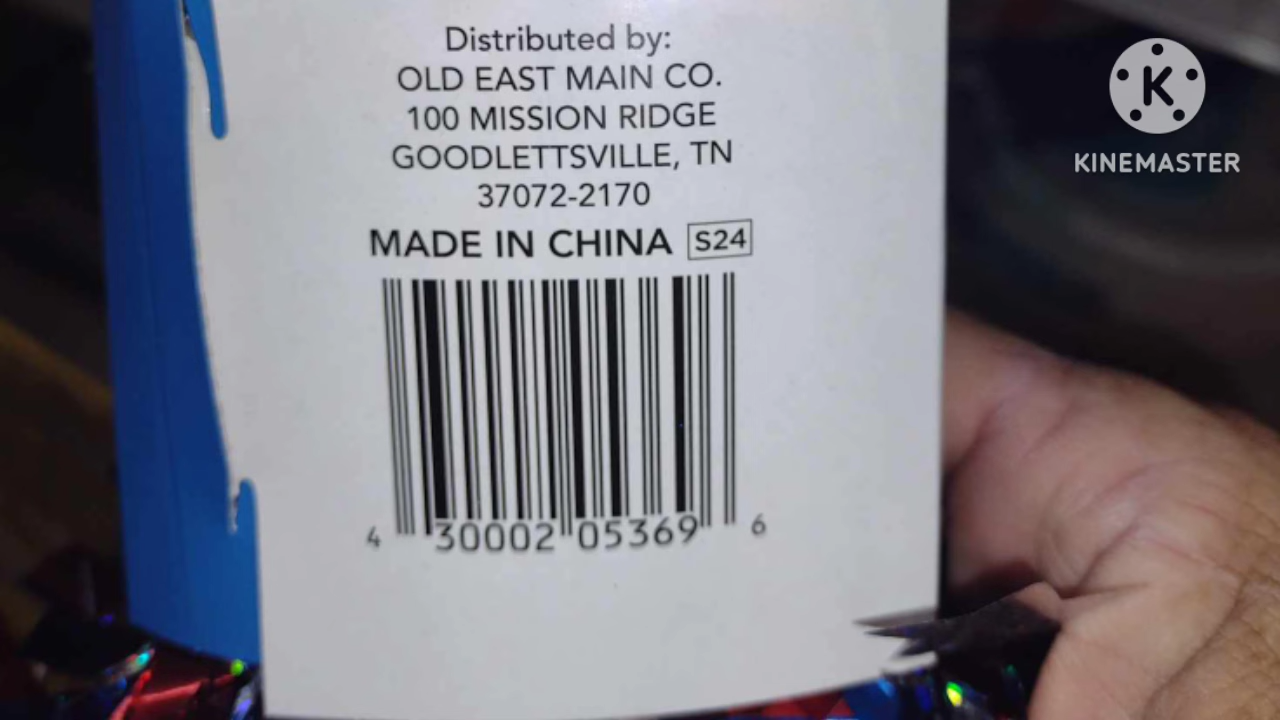 Distributed by:
OLD EAST MAIN CO.
100 MISSION RIDGE
GOODLETTSVILLE, TN
37072-2170
MADE IN CHINA S24
4 30002 05369 6
K
KINEMASTER